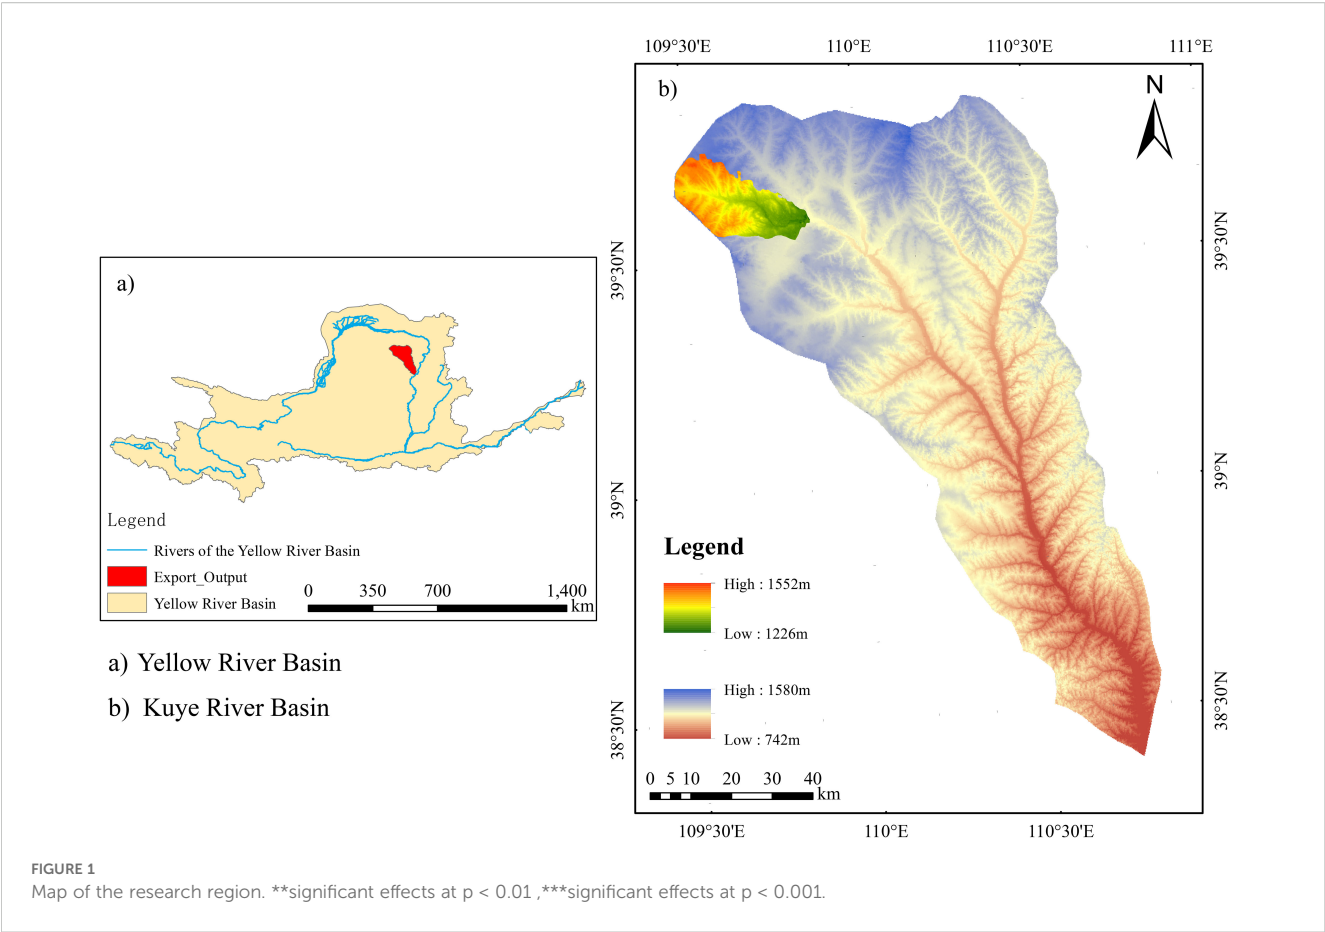 a)
Legend
Rivers of the Yellow River Basin
Export_Output
Yellow River Basin
0 350 700 1,400
km
a) Yellow River Basin
b) Kuye River Basin
109°30'E 110°E 110°30'E 111°E
b)
N
39°30'N
39°N
38°30'N
39°30'N
39°N
38°30'N
Legend
High : 1552m
Low : 1226m
High : 1580m
Low : 742m
0 5 10 20 30 40
km
109°30'E 110°E 110°30'E
FIGURE 1
Map of the research region. **significant effects at p < 0.01 ,***significant effects at p < 0.001.